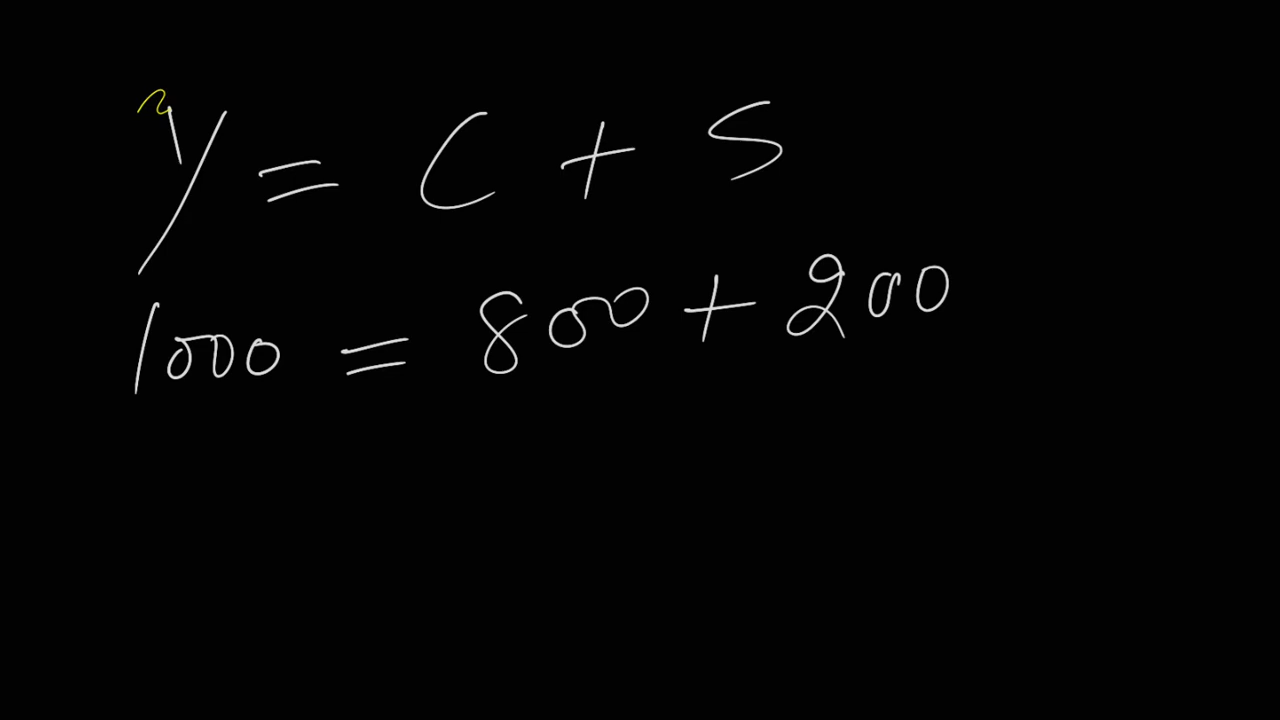 Y = C + S
1000 = 800 + 200